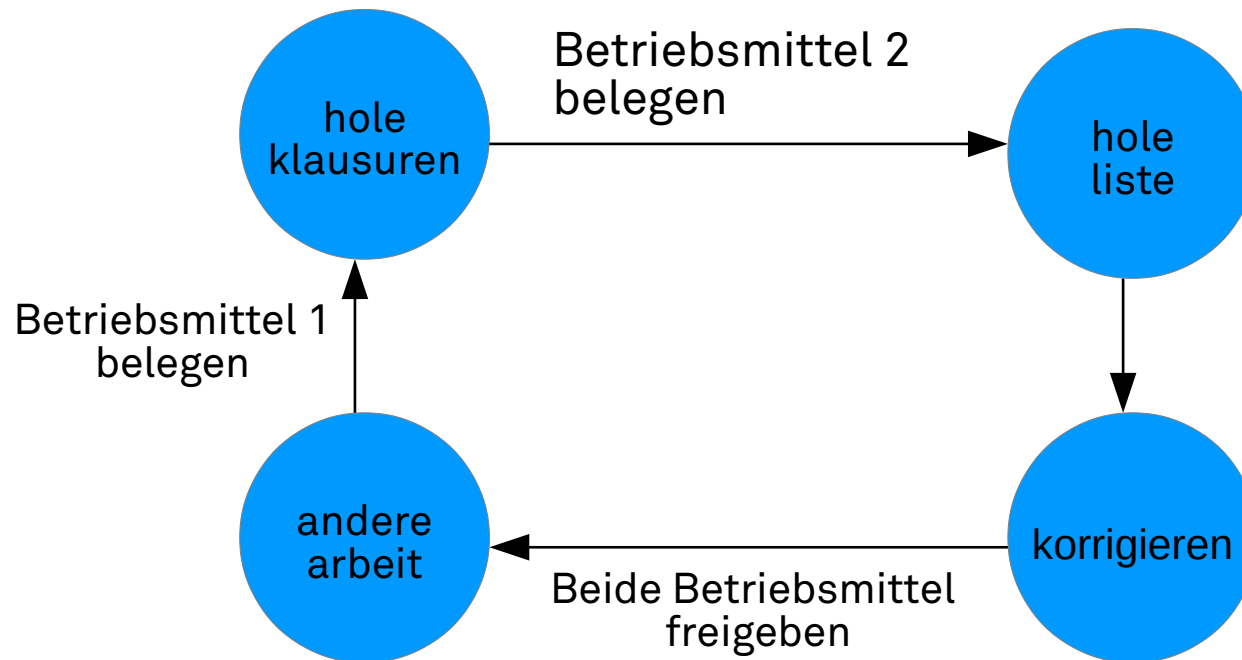 Betriebsmittel 2
belegen
hole
klausuren
hole
liste
Betriebsmittel 1
belegen
andere
arbeit
korrigieren
Beide Betriebsmittel
freigeben